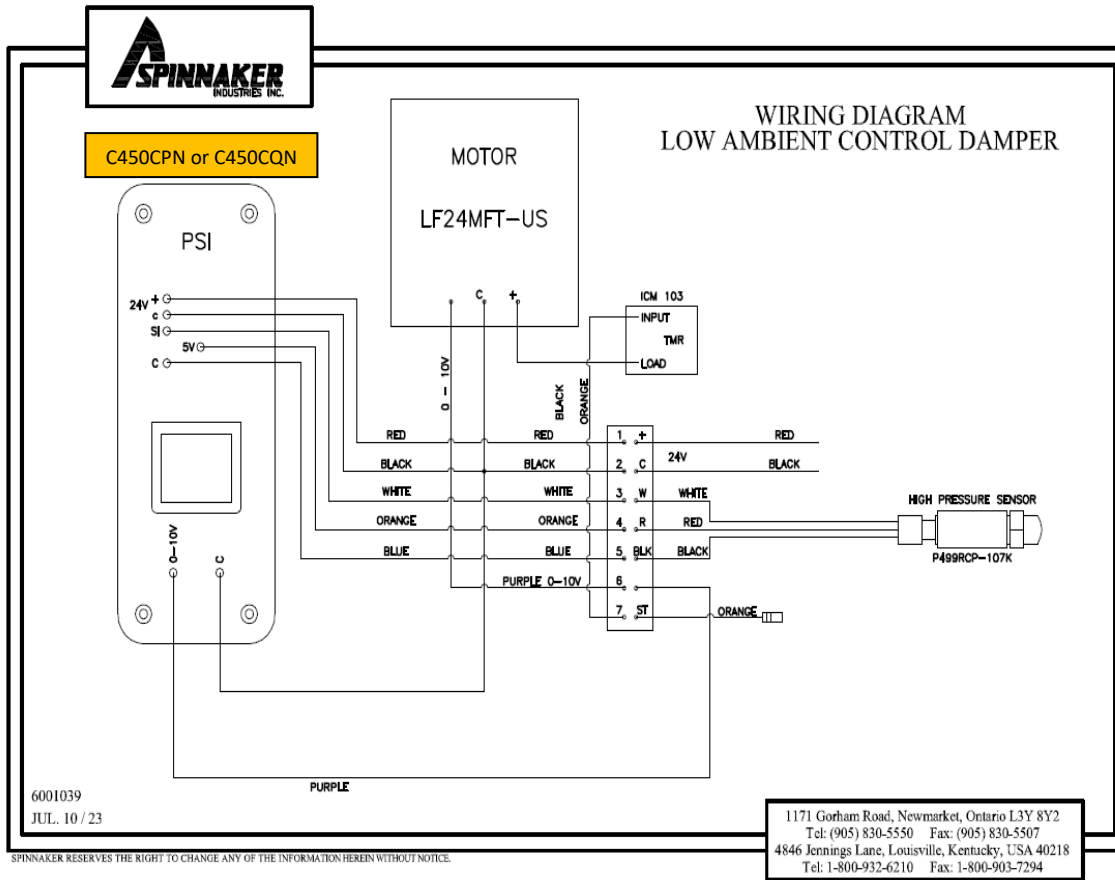 SPINNAKER
INDUSTRIES INC.
WIRING DIAGRAM
LOW AMBIENT CONTROL DAMPER
C450CPN or C450CQN
MOTOR
LF24MFT-US
C
+
PSI
24V +
c
SI
5V
C
0-10V
C
ICM 103
INPUT
TMR
LOAD
0 - 10V
BLACK
ORANGE
RED
RED
1
+
RED
BLACK
BLACK
2
C
24V
BLACK
WHITE
WHITE
3
W
WHITE
ORANGE
ORANGE
4
R
RED
BLUE
BLUE
5
BLK
BLACK
PURPLE 0-10V
6
7
ST
ORANGE
HIGH PRESSURE SENSOR
P499RCP-107K
PURPLE
6001039
JUL. 10 / 23
1171 Gorham Road, Newmarket, Ontario L3Y 8Y2
Tel: (905) 830-5550 Fax: (905) 830-5507
4846 Jennings Lane, Louisville, Kentucky, USA 40218
Tel: 1-800-932-6210 Fax: 1-800-903-7294
SPINNAKER RESERVES THE RIGHT TO CHANGE ANY OF THE INFORMATION HEREIN WITHOUT NOTICE.